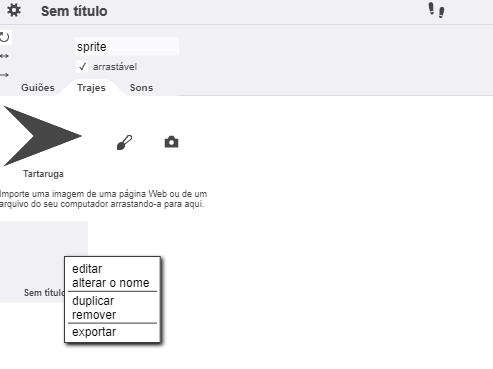 Sem título
sprite
arrastável
Guiões Trajes Sons
Tartaruga
Importe uma imagem de uma página Web ou de um
arquivo do seu computador arrastando-a para aqui.
Sem título
editar
alterar o nome
duplicar
remover
exportar